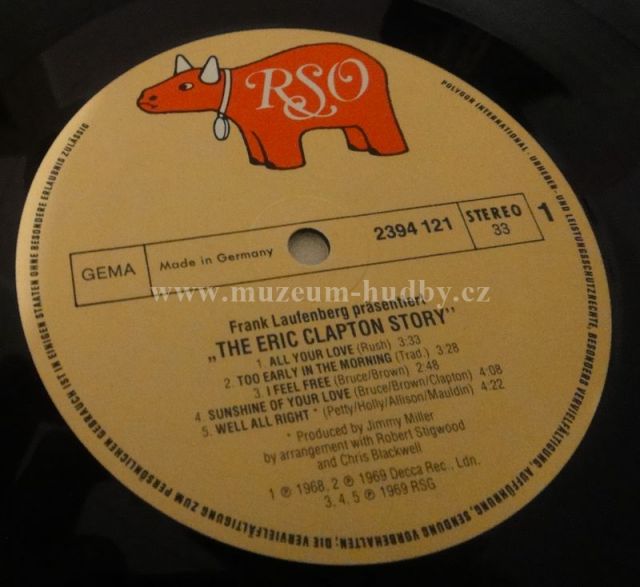 RSO
GEMA
Made in Germany
2394 121
STEREO
33
1
www.muzeum-hudby.cz
Frank Laufenberg präsentiert
„THE ERIC CLAPTON STORY"
1. ALL YOUR LOVE (Rush) 3:33
2. TOO EARLY IN THE MORNING (Trad.) 3:28
3. I FEEL FREE (Bruce/Brown) 2:48
4. SUNSHINE OF YOUR LOVE (Bruce/Brown/Clapton) 4:08
5. WELL ALL RIGHT * (Petty/Holly/Allison/Mauldin) 4:22
* Produced by Jimmy Miller
by arrangement with Robert Stigwood
and Chris Blackwell
1 ℗ 1968, 2 ℗ 1969 Decca Rec., Ldn.
3, 4, 5 ℗ 1969 RSG
POLYDOR INTERNATIONAL · URHEBER- UND LEISTUNGSSCHUTZRECHTE, BESONDERS VERVIELFÄLTIGUNG, AUFFÜHRUNG, SENDUNG VORBEHALTEN; DIE VERVIELFÄLTIGUNG ZUM PERSÖNLICHEN GEBRAUCH IST IN EINIGEN STAATEN OHNE BESONDERE ERLAUBNIS ZULÄSSIG